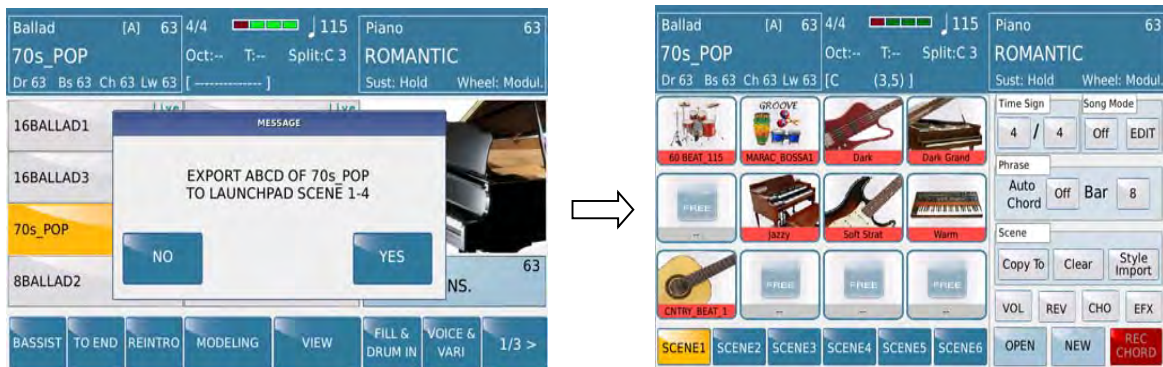 Ballad [A] 63 4/4 ♩115 Piano 63
70s_POP Oct:-- T:-- Split:C 3 ROMANTIC
Dr 63 Bs 63 Ch 63 Lw 63 [ -------------- ] Sust: Hold Wheel: Modul.
16BALLAD1
16BALLAD3
70s_POP
8BALLAD2
MESSAGE
EXPORT ABCD OF 70s_POP
TO LAUNCHPAD SCENE 1-4
NO YES
63
NS.
BASSIST TO END REINTRO MODELING VIEW FILL & DRUM IN VOICE & VARI 1/3 >
Ballad [A] 63 4/4 ♩115 Piano 63
70s_POP Oct:-- T:-- Split:C 3 ROMANTIC
Dr 63 Bs 63 Ch 63 Lw 63 [C (3,5) ] Sust: Hold Wheel: Modul.
GROOVE
60 BEAT_115 MARAC_BOSSA1 Dark Dark Grand
FREE
-- Jazzy Soft Strat Warm
FREE FREE FREE
CNTRY_BEAT_1 -- -- --
SCENE1 SCENE2 SCENE3 SCENE4 SCENE5 SCENE6
Time Sign Song Mode
4 / 4 Off EDIT
Phrase
Auto Chord Off Bar 8
Scene
Copy To Clear Style Import
VOL REV CHO EFX
OPEN NEW REC CHORD